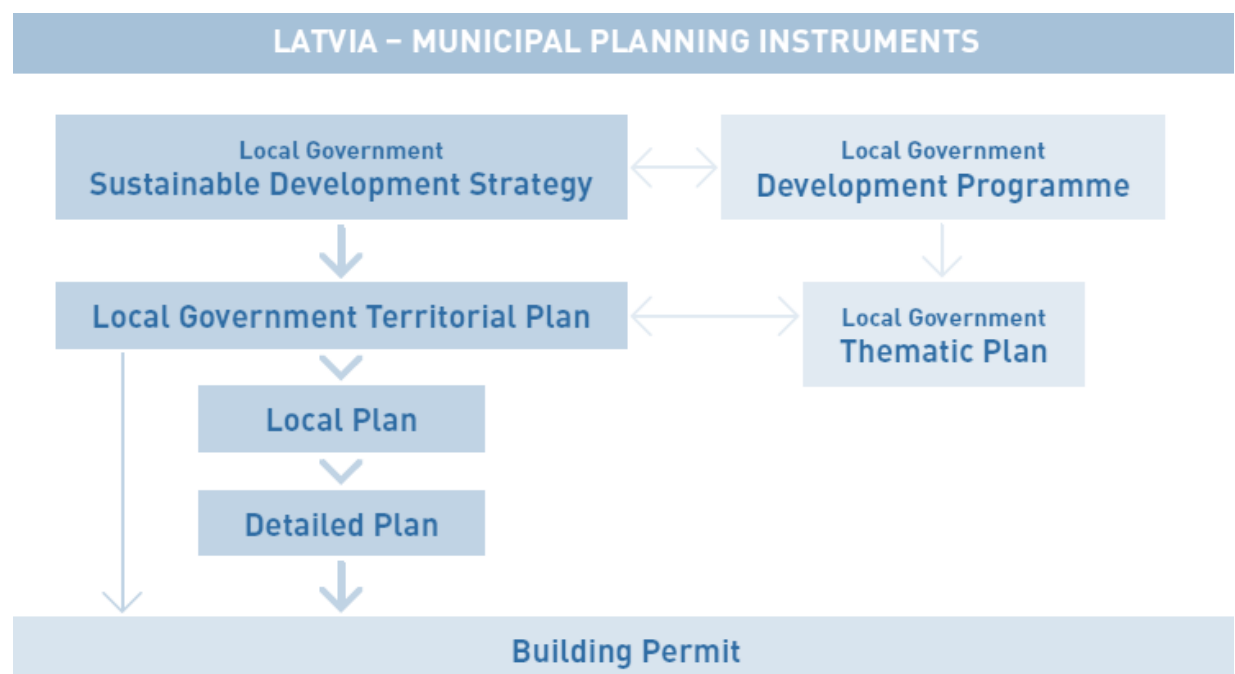 LATVIA – MUNICIPAL PLANNING INSTRUMENTS
Local Government
Sustainable Development Strategy
Local Government
Development Programme
Local Government Territorial Plan
Local Government
Thematic Plan
Local Plan
Detailed Plan
Building Permit